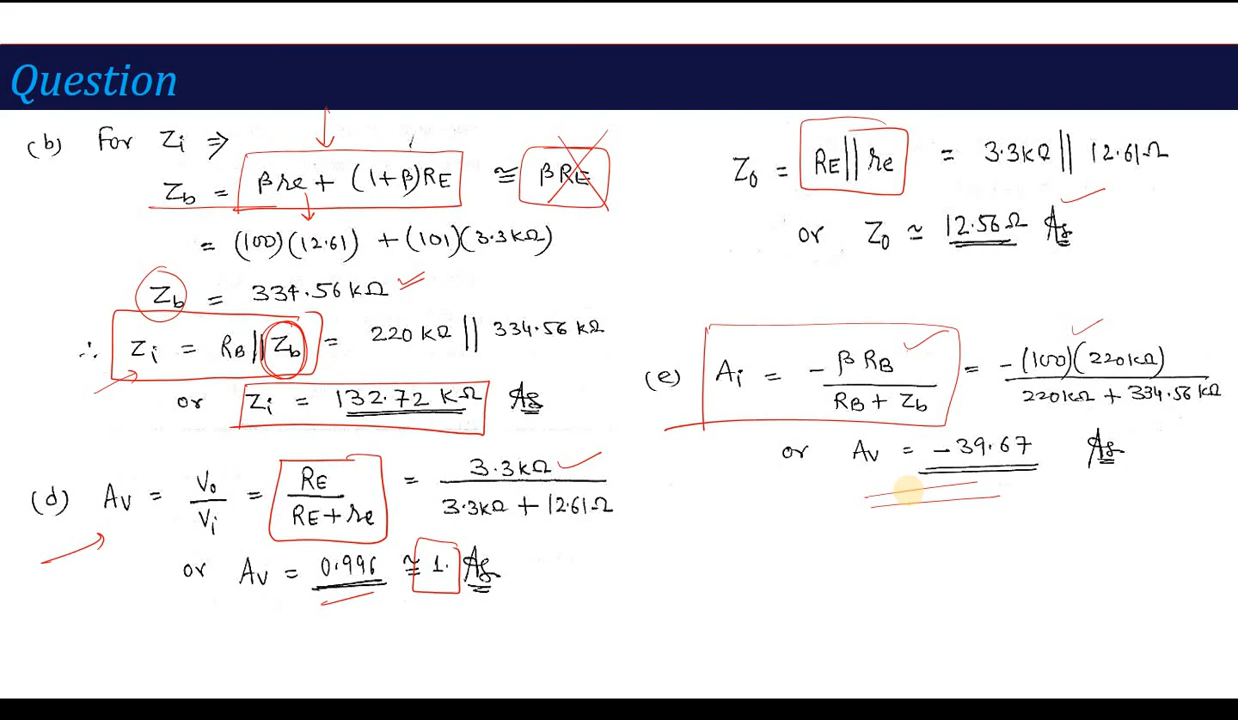 Question
(b) For Zi ⇒
Zb = βre + (1+β)RE ≅ βRE
= (100)(12.61) + (101)(3.3kΩ)
Zb = 334.56 kΩ
∴ Zi = RB||Zb = 220 kΩ || 334.56 kΩ
or Zi = 132.72 kΩ As
(d) Av = Vo/Vi = RE/(RE+re) = 3.3kΩ/(3.3kΩ + 12.61Ω)
or Av = 0.996 ≅ 1. As
Zo = RE||re = 3.3kΩ || 12.61Ω
or Zo ≅ 12.56Ω As
(e) Ai = - βRB/(RB + Zb) = -(100)(220kΩ)/(220kΩ + 334.56kΩ)
or Av = -39.67 As